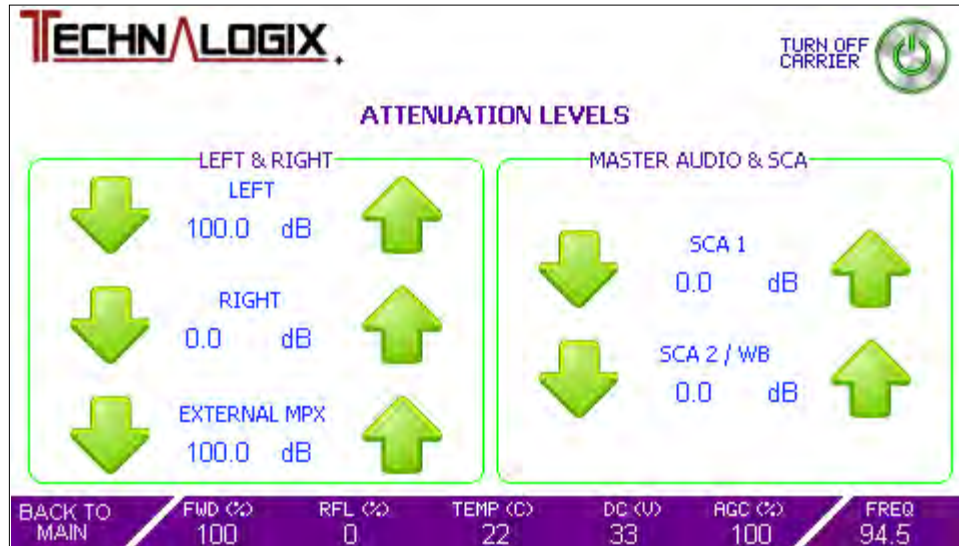 TECHNALOGIX.
TURN OFF
CARRIER
ATTENUATION LEVELS
LEFT & RIGHT
LEFT
100.0 dB
RIGHT
0.0 dB
EXTERNAL MPX
100.0 dB
MASTER AUDIO & SCA
SCA 1
0.0 dB
SCA 2 / WB
0.0 dB
BACK TO
MAIN
FWD (%) RFL (%) TEMP (C) DC (V) AGC (%) FREQ
100 0 22 33 100 94.5